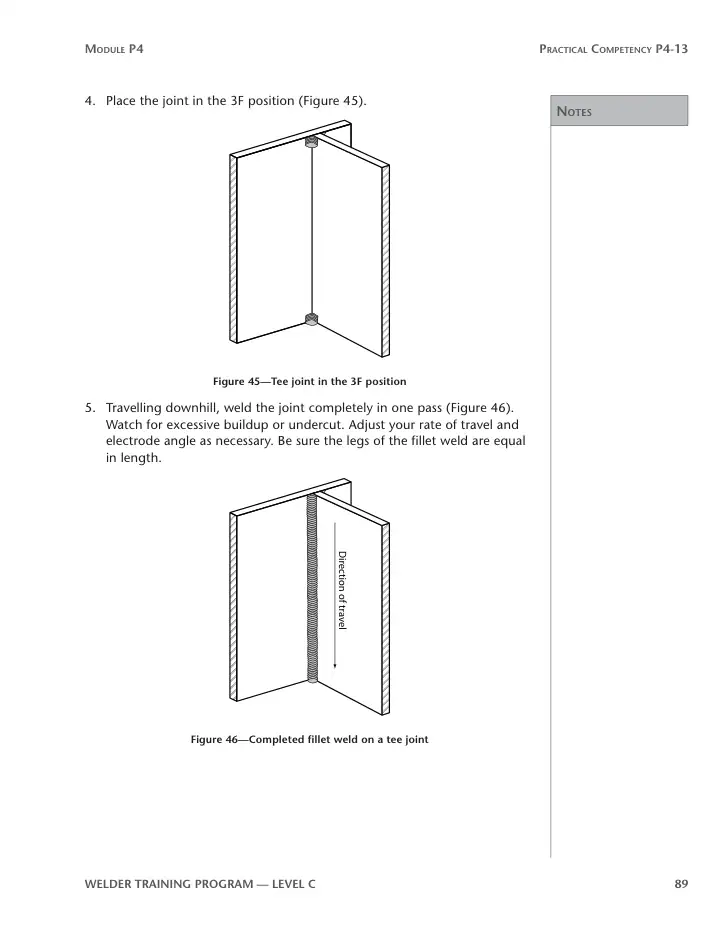 MODULE P4
PRACTICAL COMPETENCY P4-13
4. Place the joint in the 3F position (Figure 45).
NOTES
Figure 45—Tee joint in the 3F position
5. Travelling downhill, weld the joint completely in one pass (Figure 46).
Watch for excessive buildup or undercut. Adjust your rate of travel and
electrode angle as necessary. Be sure the legs of the fillet weld are equal
in length.
Direction of travel
Figure 46—Completed fillet weld on a tee joint
WELDER TRAINING PROGRAM — LEVEL C
89